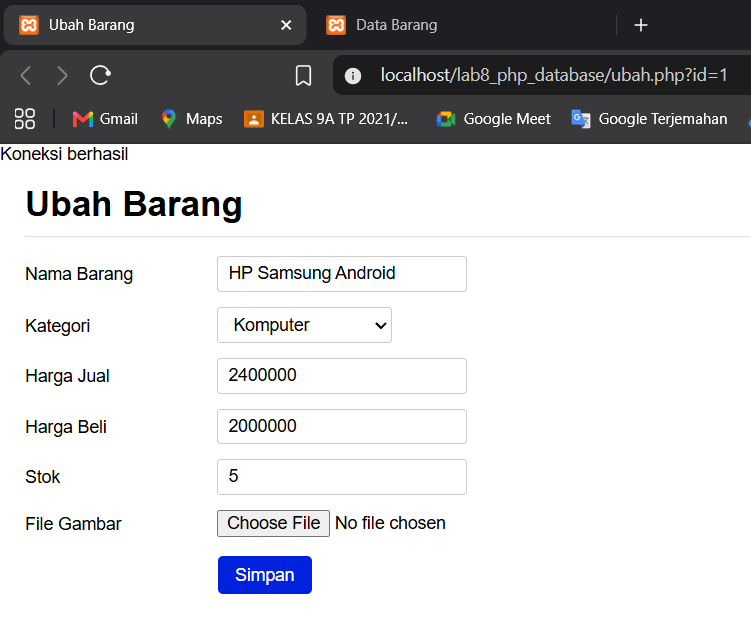 Ubah Barang
Data Barang
localhost/lab8_php_database/ubah.php?id=1
Gmail
Maps
KELAS 9A TP 2021/...
Google Meet
Google Terjemahan
Koneksi berhasil
Ubah Barang
Nama Barang HP Samsung Android
Kategori Komputer
Harga Jual 2400000
Harga Beli 2000000
Stok 5
File Gambar Choose File No file chosen
Simpan